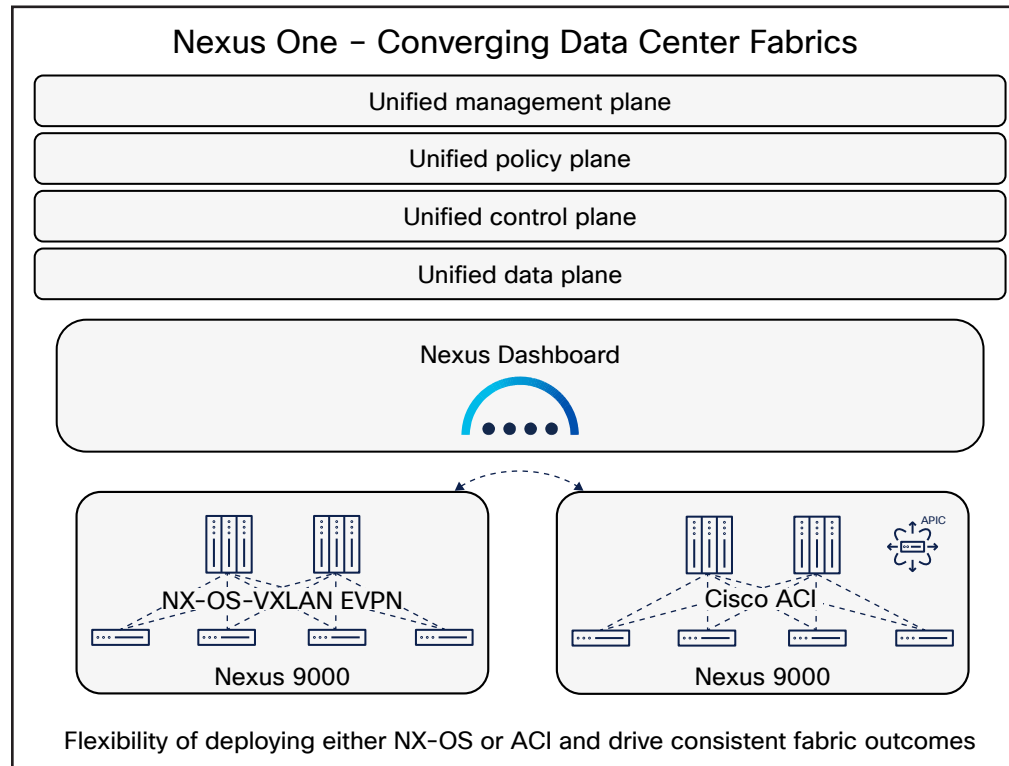 Nexus One – Converging Data Center Fabrics
Unified management plane
Unified policy plane
Unified control plane
Unified data plane
Nexus Dashboard
NX-OS-VXLAN EVPN
Nexus 9000
APIC
Cisco ACI
Nexus 9000
Flexibility of deploying either NX-OS or ACI and drive consistent fabric outcomes